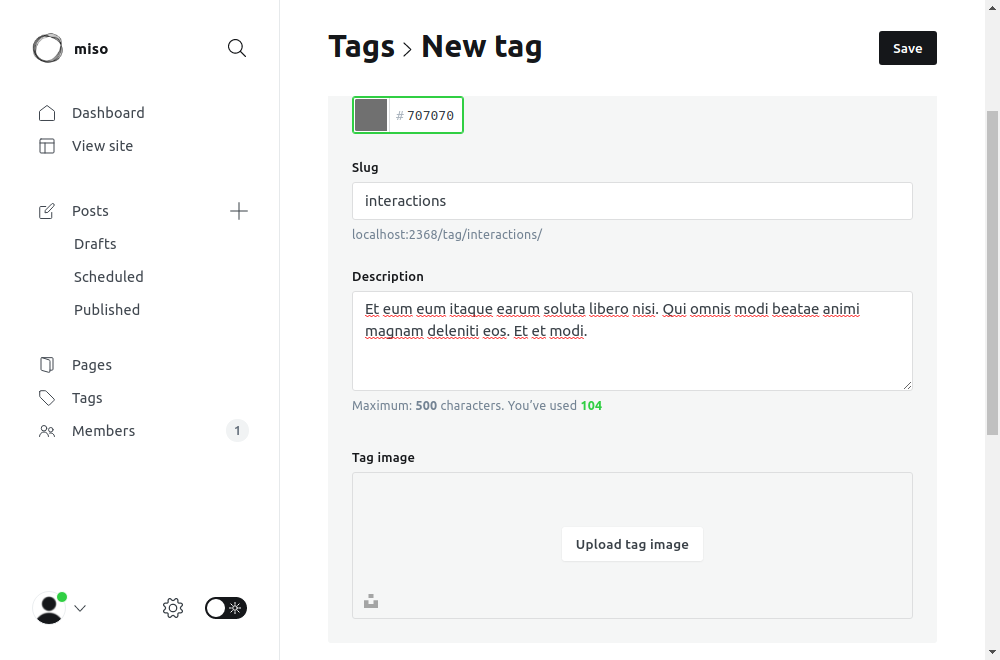 miso
Tags > New tag
Save
Dashboard
View site
Posts
Drafts
Scheduled
Published
Pages
Tags
Members
1
# 707070
Slug
interactions
localhost:2368/tag/interactions/
Description
Et eum eum itaque earum soluta libero nisi. Qui omnis modi beatae animi
magnam deleniti eos. Et et modi.
Maximum: 500 characters. You’ve used 104
Tag image
Upload tag image